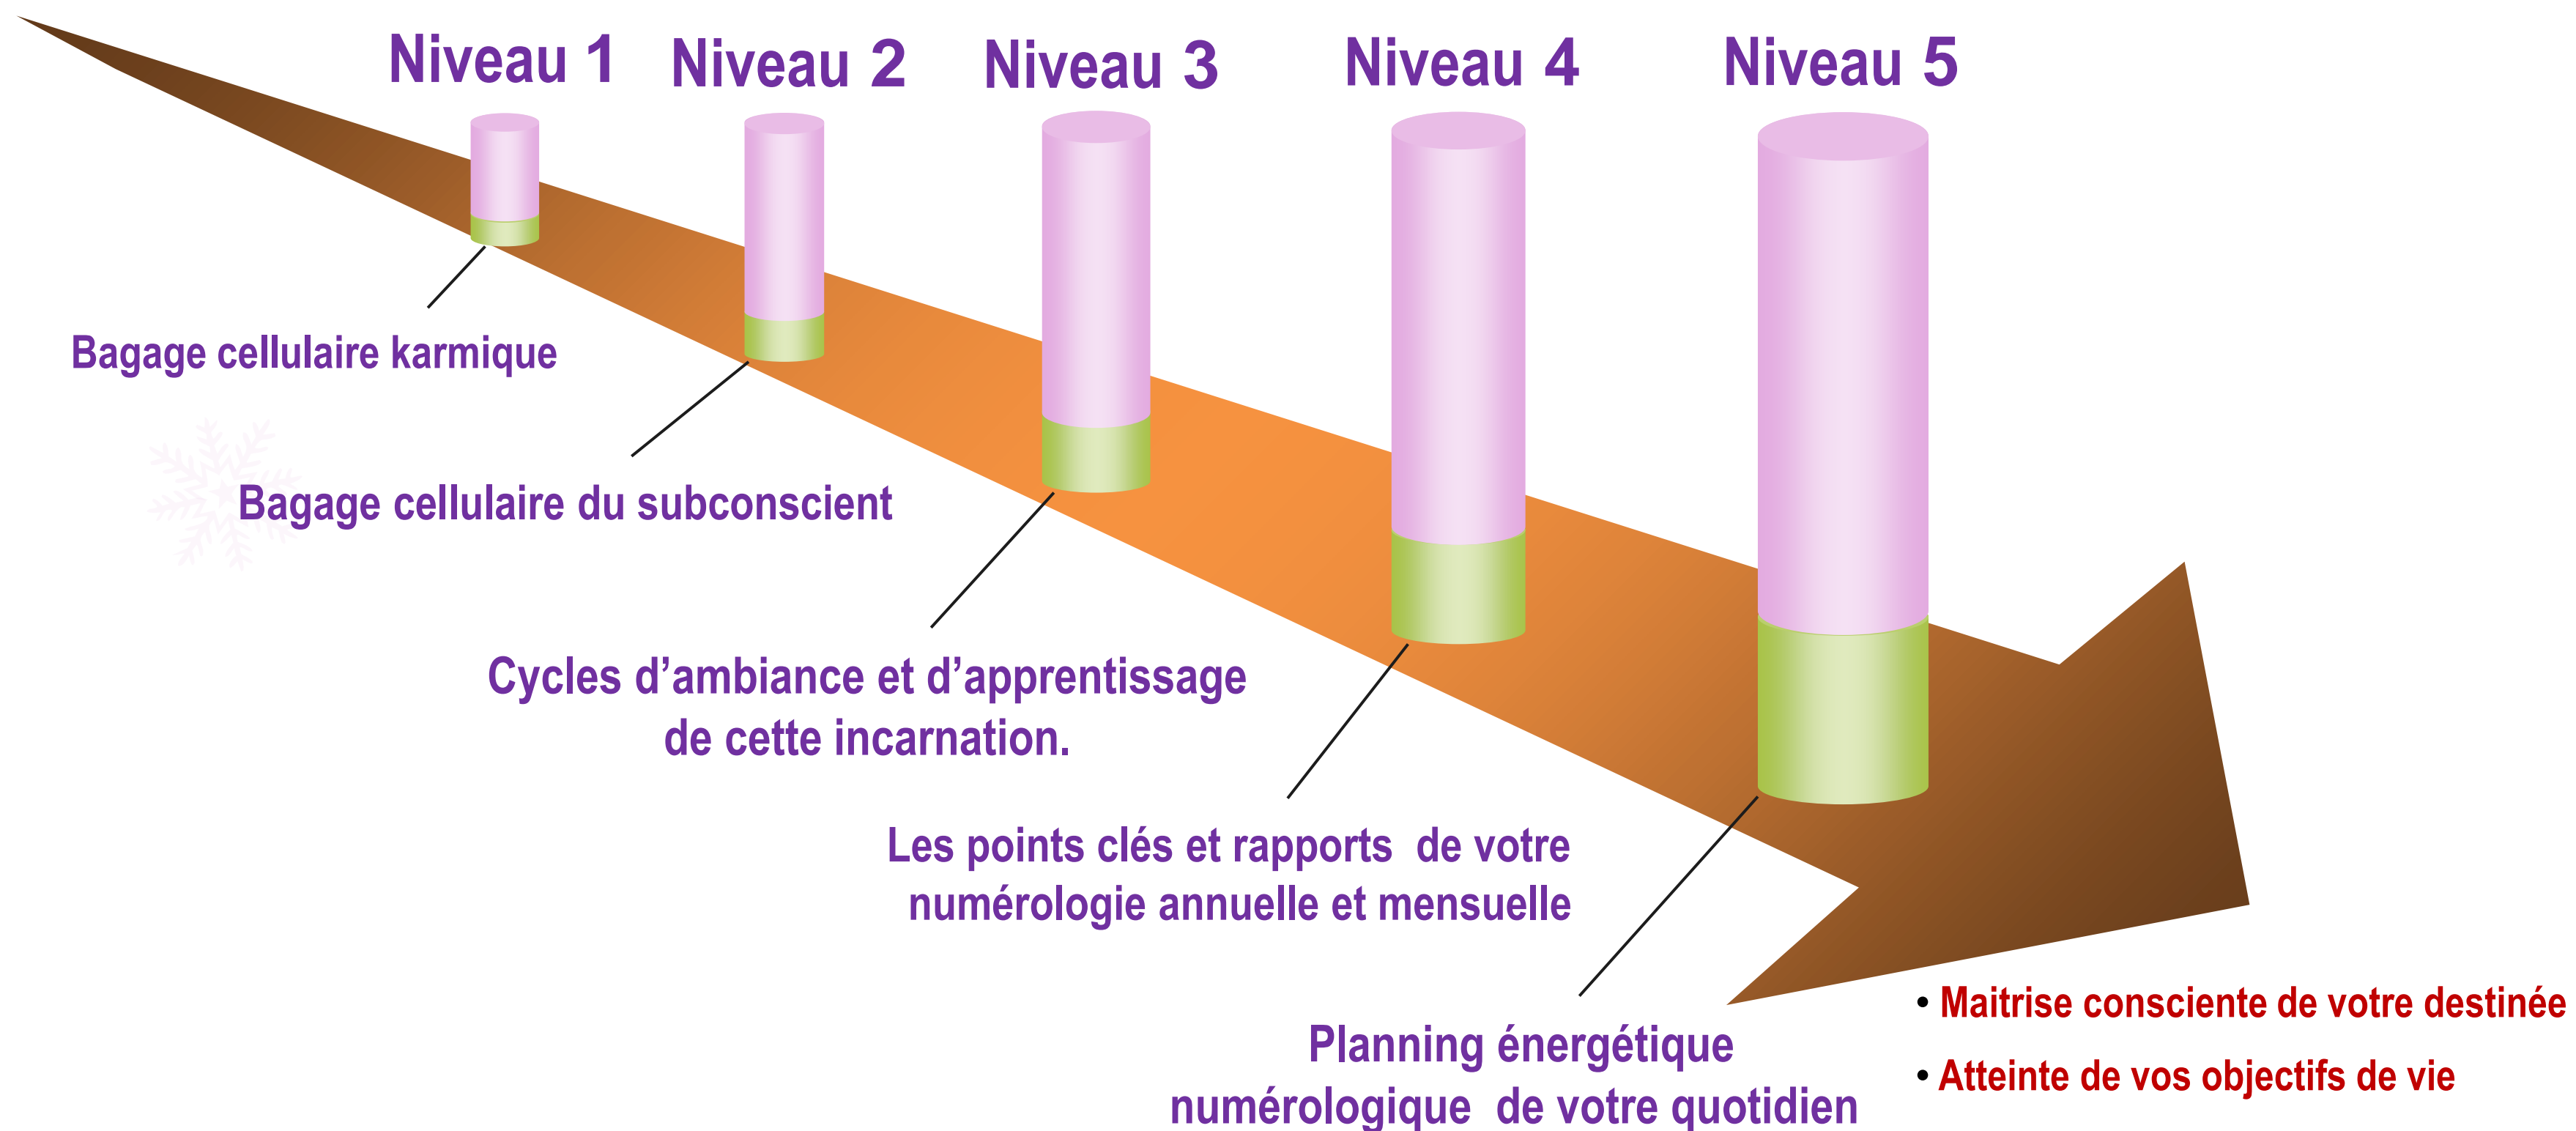 Niveau 1
Niveau 2
Niveau 3
Niveau 4
Niveau 5
Bagage cellulaire karmique
Bagage cellulaire du subconscient
Cycles d’ambiance et d’apprentissage
de cette incarnation.
Les points clés et rapports de votre
numérologie annuelle et mensuelle
Planning énergétique
numérologique de votre quotidien
• Maitrise consciente de votre destinée
• Atteinte de vos objectifs de vie